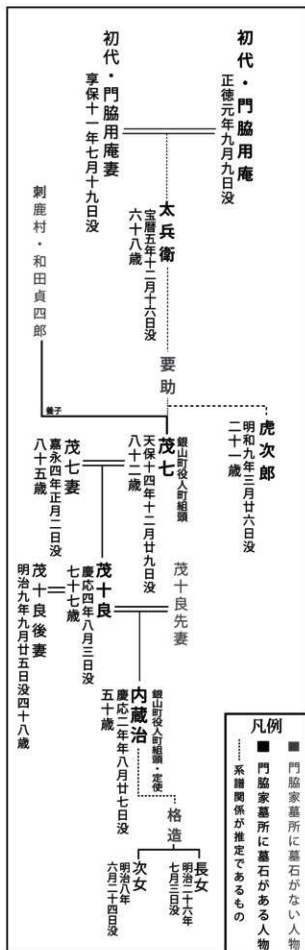 初代・門脇用庵
正徳元年九月九日没
初代・門脇用庵妻
享保十一年七月十九日没
太兵衛
宝暦五年十二月十六日没
六十八歳
刺鹿村・和田貞四郎
要助
養子
虎次郎
明和九年三月廿六日没
二十一歳
銀山町役人町組頭
茂七
天保十四年十二月廿九日没
八十二歳
茂七妻
嘉永四年正月二日没
八十五歳
茂十良先妻
茂十良
慶応四年八月三日没
七十七歳
茂十良後妻
明治九年九月廿五日没四十八歳
銀山町役人町組頭・定使
内蔵治
慶応二年年八月廿七日没
五十歳
格造
長女
明治二十六年
七月三日没
次女
明治八年
六月二十四日没
凡例
■ 門脇家墓所に墓石がない人物
■ 門脇家墓所に墓石がある人物
……系譜関係が推定であるもの